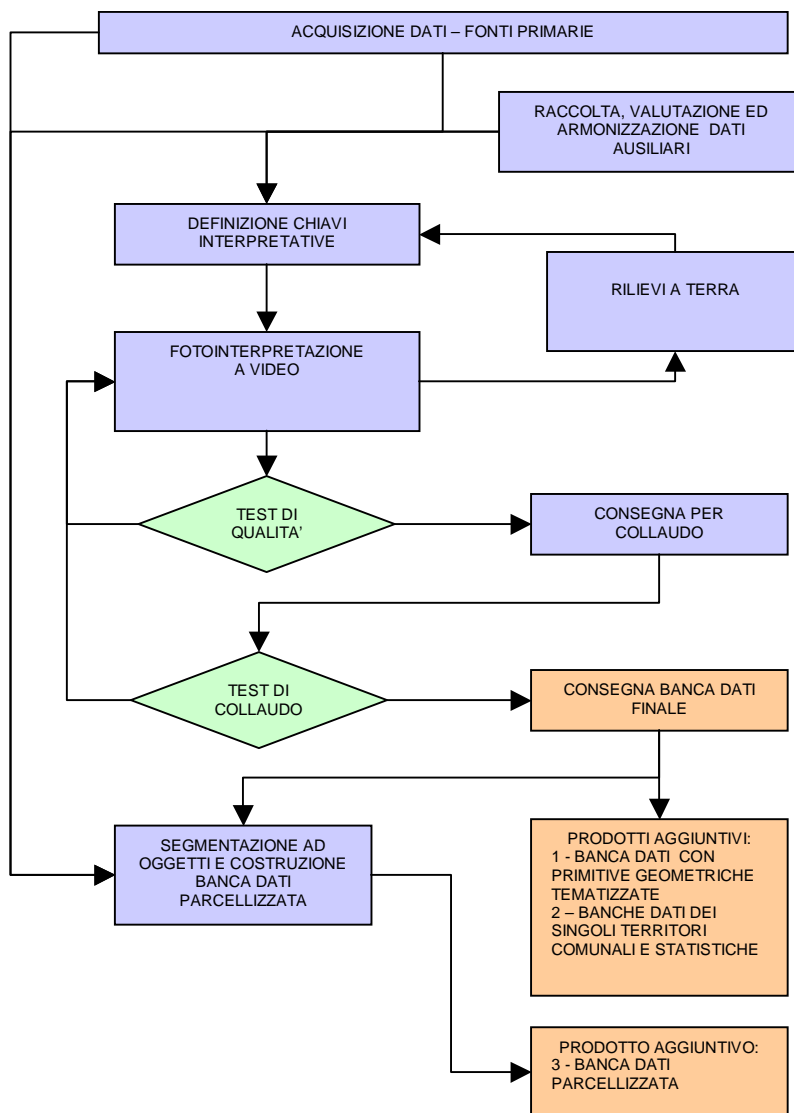 ACQUISIZIONE DATI – FONTI PRIMARIE
RACCOLTA, VALUTAZIONE ED
ARMONIZZAZIONE DATI
AUSILIARI
DEFINIZIONE CHIAVI
INTERPRETATIVE
RILIEVI A TERRA
FOTOINTERPRETAZIONE
A VIDEO
TEST DI
QUALITA'
CONSEGNA PER
COLLAUDO
TEST DI
COLLAUDO
CONSEGNA BANCA DATI
FINALE
SEGMENTAZIONE AD
OGGETTI E COSTRUZIONE
BANCA DATI
PARCELLIZZATA
PRODOTTI AGGIUNTIVI:
1 - BANCA DATI CON
PRIMITIVE GEOMETRICHE
TEMATIZZATE
2 – BANCHE DATI DEI
SINGOLI TERRITORI
COMUNALI E STATISTICHE
PRODOTTO AGGIUNTIVO:
3 - BANCA DATI
PARCELLIZZATA